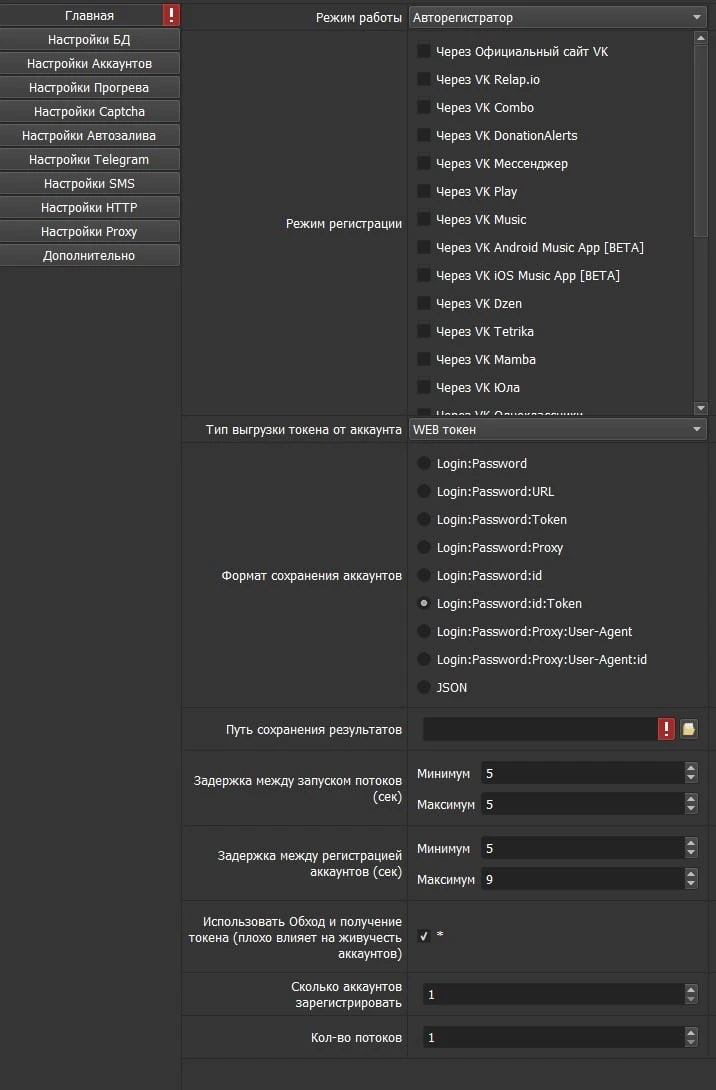 Главная
Настройки БД
Настройки Аккаунтов
Настройки Прогрева
Настройки Captcha
Настройки Автозалива
Настройки Telegram
Настройки SMS
Настройки HTTP
Настройки Proxy
Дополнительно
Режим работы
Авторегистратор
Режим регистрации
Через Официальный сайт VK
Через VK Relap.io
Через VK Combo
Через VK DonationAlerts
Через VK Мессенджер
Через VK Play
Через VK Music
Через VK Android Music App [BETA]
Через VK iOS Music App [BETA]
Через VK Dzen
Через VK Tetrika
Через VK Mamba
Через VK Юла
Через VK Одноклассники
Тип выгрузки токена от аккаунта
WEB токен
Формат сохранения аккаунтов
Login:Password
Login:Password:URL
Login:Password:Token
Login:Password:Proxy
Login:Password:id
Login:Password:id:Token
Login:Password:Proxy:User-Agent
Login:Password:Proxy:User-Agent:id
JSON
Путь сохранения результатов
Задержка между запуском потоков
(сек)
Минимум 5
Максимум 5
Задержка между регистрацией
аккаунтов (сек)
Минимум 5
Максимум 9
Использовать Обход и получение
токена (плохо влияет на живучесть
аккаунтов)
*
Сколько аккаунтов
зарегистрировать
1
Кол-во потоков
1